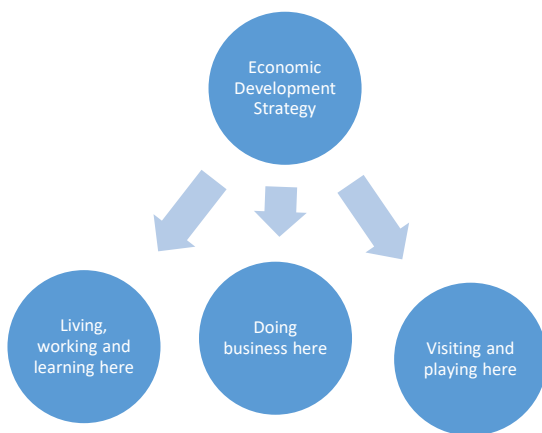 Economic
Development
Strategy
Living,
working and
learning here
Doing
business here
Visiting and
playing here